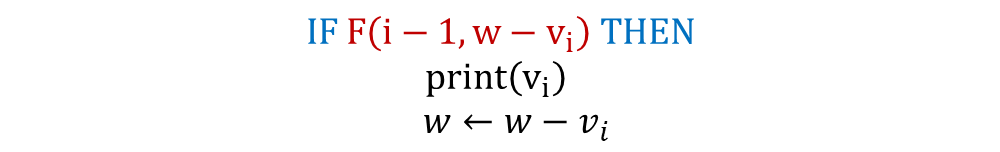 IF F(i − 1, w − vᵢ) THEN
print(vᵢ)
w ← w − vᵢ